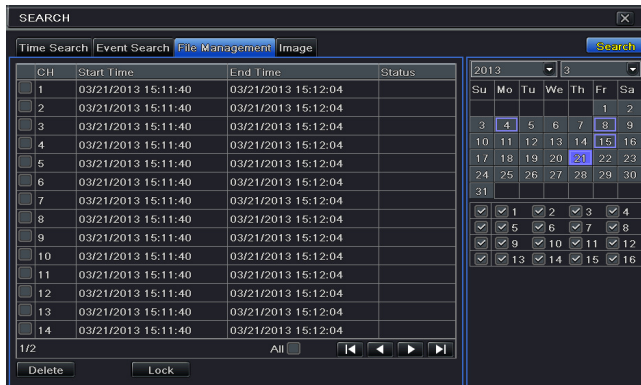 SEARCH
Time Search Event Search File Management Image
Search
CH Start Time End Time Status
1 03/21/2013 15:11:40 03/21/2013 15:12:04
2 03/21/2013 15:11:40 03/21/2013 15:12:04
3 03/21/2013 15:11:40 03/21/2013 15:12:04
4 03/21/2013 15:11:40 03/21/2013 15:12:04
5 03/21/2013 15:11:40 03/21/2013 15:12:04
6 03/21/2013 15:11:40 03/21/2013 15:12:04
7 03/21/2013 15:11:40 03/21/2013 15:12:04
8 03/21/2013 15:11:40 03/21/2013 15:12:04
9 03/21/2013 15:11:40 03/21/2013 15:12:04
10 03/21/2013 15:11:40 03/21/2013 15:12:04
11 03/21/2013 15:11:40 03/21/2013 15:12:04
12 03/21/2013 15:11:40 03/21/2013 15:12:04
13 03/21/2013 15:11:40 03/21/2013 15:12:04
14 03/21/2013 15:11:40 03/21/2013 15:12:04
1/2 All
Delete Lock
2013 3
Su Mo Tu We Th Fr Sa
1 2
3 4 5 6 7 8 9
10 11 12 13 14 15 16
17 18 19 20 21 22 23
24 25 26 27 28 29 30
31
1 2 3 4
5 6 7 8
9 10 11 12
13 14 15 16